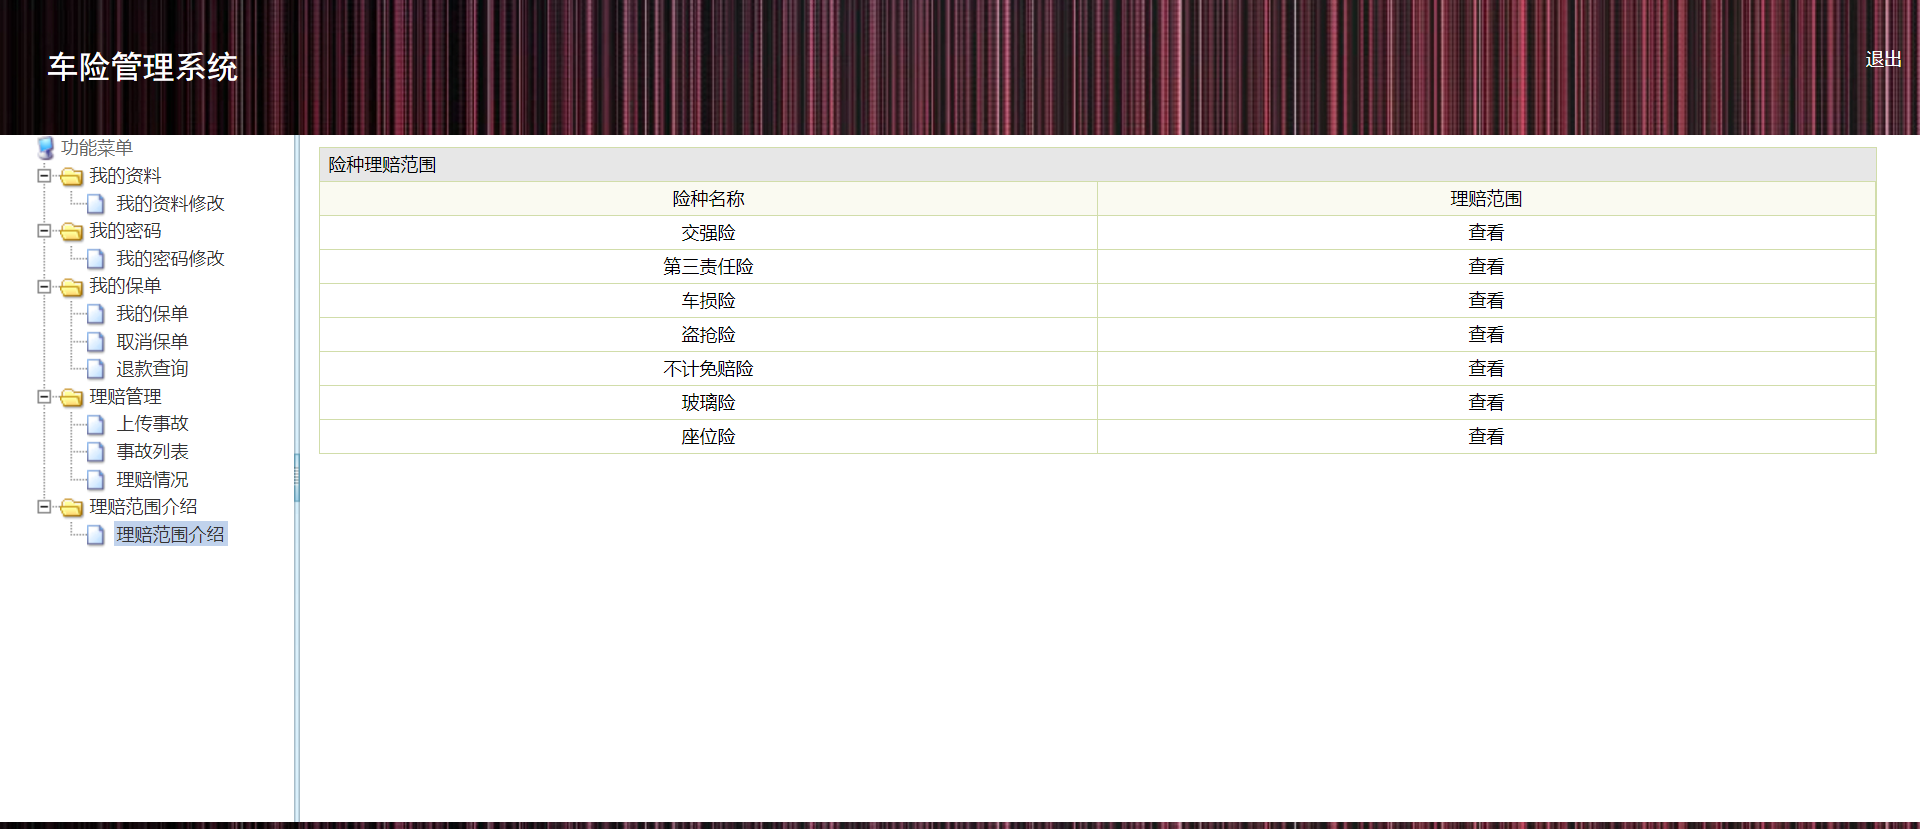 车险管理系统
退出
功能菜单
我的资料
我的资料修改
我的密码
我的密码修改
我的保单
我的保单
取消保单
退款查询
理赔管理
上传事故
事故列表
理赔情况
理赔范围介绍
理赔范围介绍
险种理赔范围
险种名称 理赔范围
交强险 查看
第三责任险 查看
车损险 查看
盗抢险 查看
不计免赔险 查看
玻璃险 查看
座位险 查看